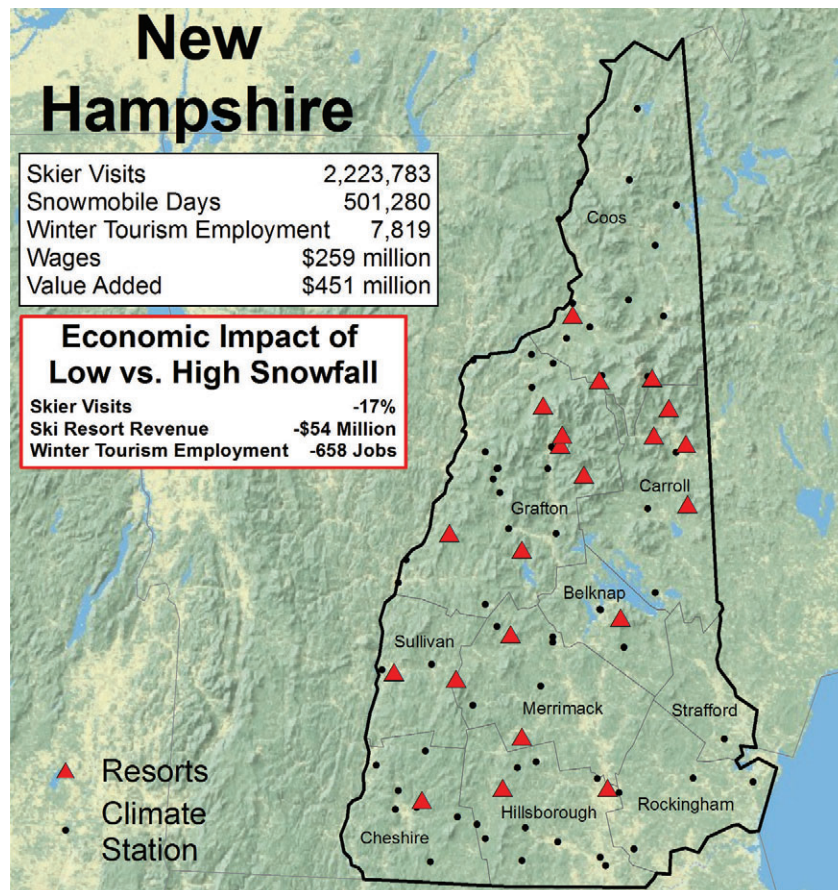 New
Hampshire
Skier Visits 2,223,783
Snowmobile Days 501,280
Winter Tourism Employment 7,819
Wages $259 million
Value Added $451 million
Economic Impact of
Low vs. High Snowfall
Skier Visits -17%
Ski Resort Revenue -$54 Million
Winter Tourism Employment -658 Jobs
Coos
Grafton
Carroll
Belknap
Sullivan
Merrimack
Strafford
Hillsborough
Rockingham
Cheshire
Resorts
Climate
Station